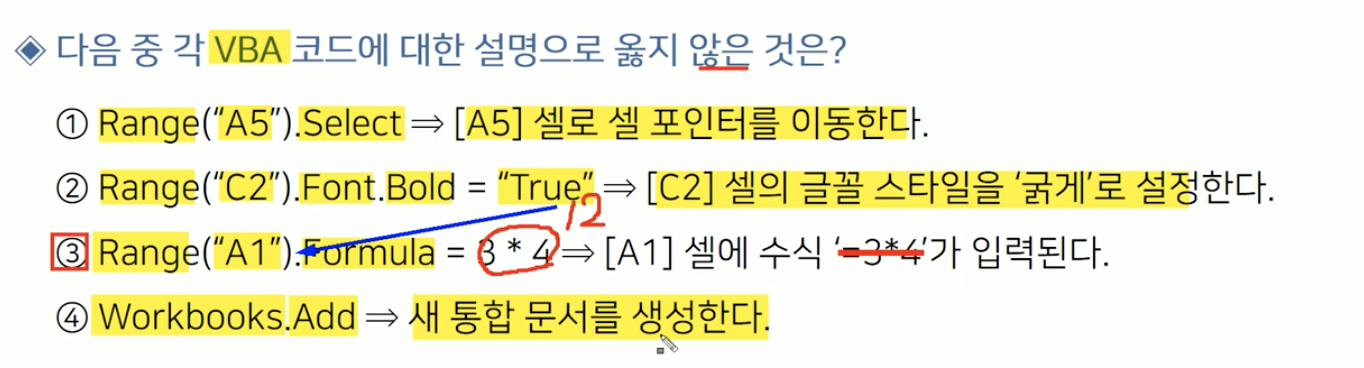 ◈ 다음 중 각 VBA 코드에 대한 설명으로 옳지 않은 것은?
① Range(“A5”).Select ⇒ [A5] 셀로 셀 포인터를 이동한다.
② Range(“C2”).Font.Bold = “True” ⇒ [C2] 셀의 글꼴 스타일을 ‘굵게’로 설정한다.
12
③ Range(“A1”).Formula = 3 * 4 ⇒ [A1] 셀에 수식 ‘=3*4’가 입력된다.
④ Workbooks.Add ⇒ 새 통합 문서를 생성한다.